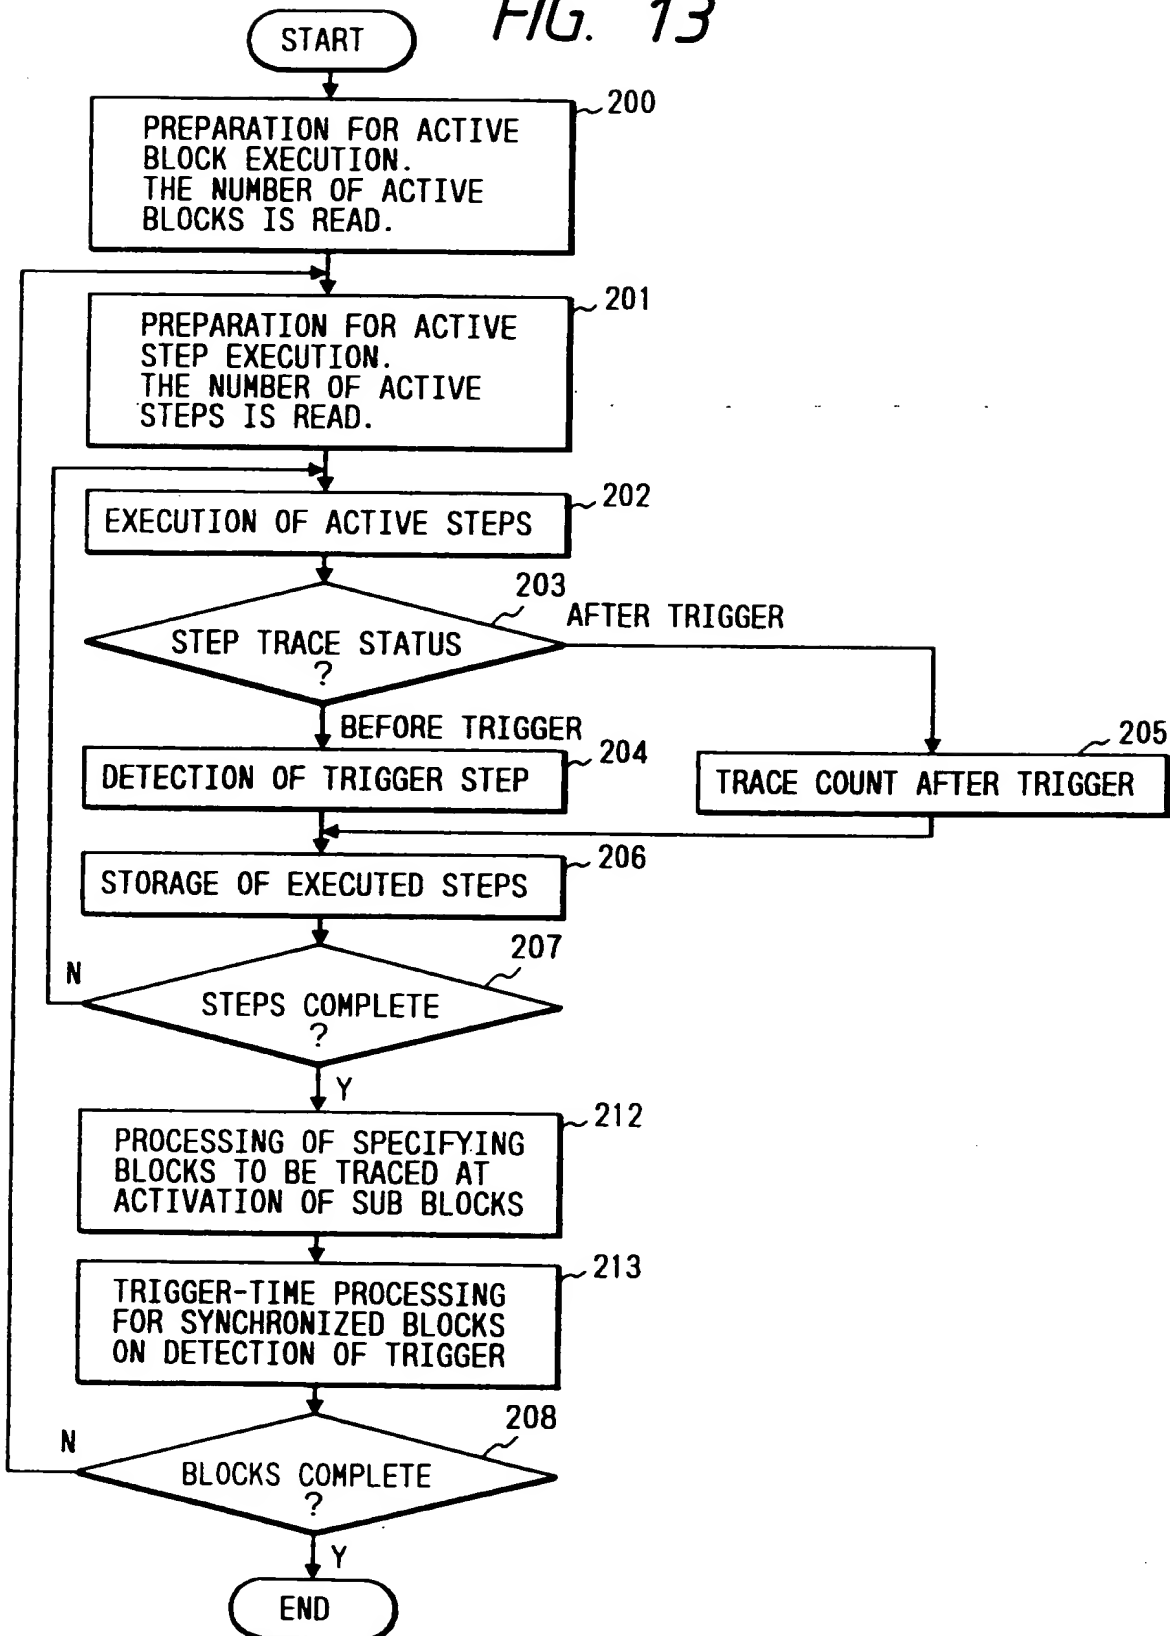 FIG. 13
START
200
PREPARATION FOR ACTIVE
BLOCK EXECUTION.
THE NUMBER OF ACTIVE
BLOCKS IS READ.
201
PREPARATION FOR ACTIVE
STEP EXECUTION.
THE NUMBER OF ACTIVE
STEPS IS READ.
202
EXECUTION OF ACTIVE STEPS
203
AFTER TRIGGER
STEP TRACE STATUS
?
BEFORE TRIGGER
204
DETECTION OF TRIGGER STEP
205
TRACE COUNT AFTER TRIGGER
206
STORAGE OF EXECUTED STEPS
207
N
STEPS COMPLETE
?
Y
212
PROCESSING OF SPECIFYING
BLOCKS TO BE TRACED AT
ACTIVATION OF SUB BLOCKS
213
TRIGGER-TIME PROCESSING
FOR SYNCHRONIZED BLOCKS
ON DETECTION OF TRIGGER
208
N
BLOCKS COMPLETE
?
Y
END